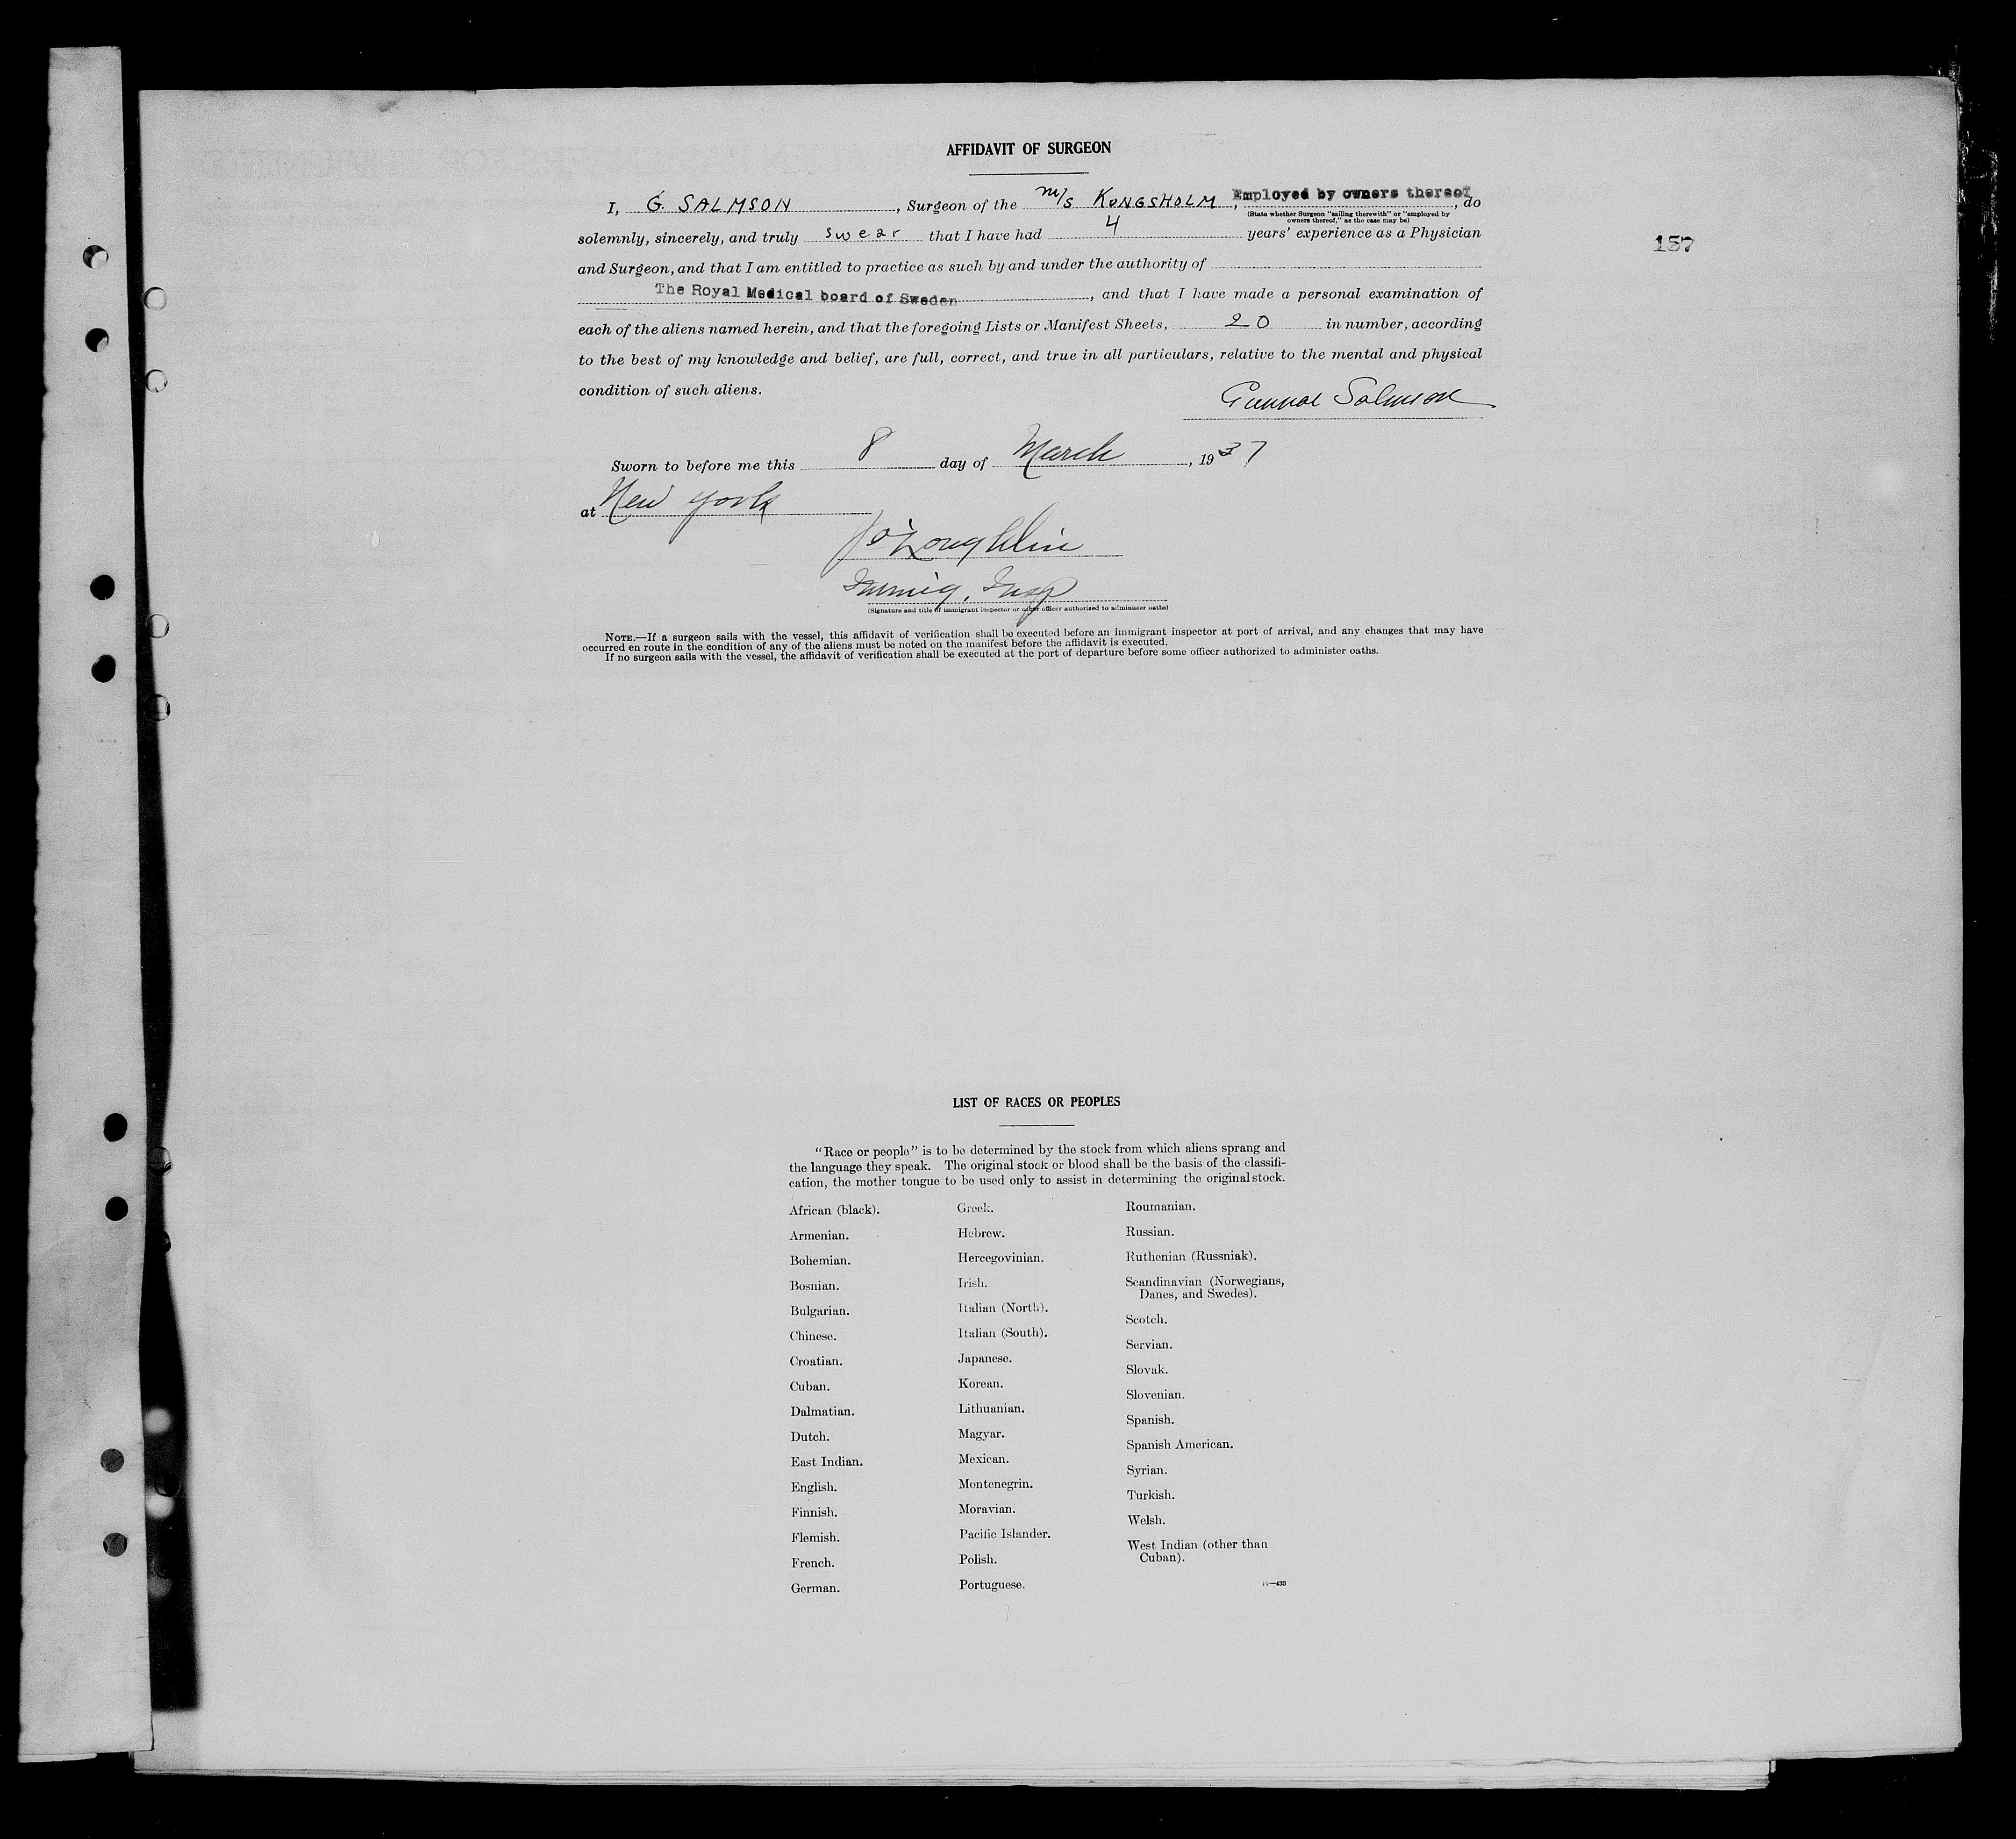 AFFIDAVIT OF SURGEON
I, G. SALMSON, Surgeon of the m/s KUNGSHOLM, Employed by owners thereof, do
(State whether Surgeon "sailing therewith" or "employed by
owners thereof," as the case may be)
157
solemnly, sincerely, and truly swear that I have had 4 years' experience as a Physician
and Surgeon, and that I am entitled to practice as such by and under the authority of
The Royal Medical board of Sweden, and that I have made a personal examination of
each of the aliens named herein, and that the foregoing Lists or Manifest Sheets, 20 in number, according
to the best of my knowledge and belief, are full, correct, and true in all particulars, relative to the mental and physical
condition of such aliens.
Gunnar Salmson
Sworn to before me this 8 day of March, 1937
at New York
J O'Loughlin
Immig. Insp
(Signature and title of immigrant inspector or other officer authorized to administer oaths)
NOTE.—If a surgeon sails with the vessel, this affidavit of verification shall be executed before an immigrant inspector at port of arrival, and any changes that may have
occurred en route in the condition of any of the aliens must be noted on the manifest before the affidavit is executed.
If no surgeon sails with the vessel, the affidavit of verification shall be executed at the port of departure before some officer authorized to administer oaths.
LIST OF RACES OR PEOPLES
"Race or people" is to be determined by the stock from which aliens sprang and
the language they speak. The original stock or blood shall be the basis of the classifi-
cation, the mother tongue to be used only to assist in determining the original stock.
African (black).
Armenian.
Bohemian.
Bosnian.
Bulgarian.
Chinese.
Croatian.
Cuban.
Dalmatian.
Dutch.
East Indian.
English.
Finnish.
Flemish.
French.
German.
Greek.
Hebrew.
Hercegovinian.
Irish.
Italian (North).
Italian (South).
Japanese.
Korean.
Lithuanian.
Magyar.
Mexican.
Montenegrin.
Moravian.
Pacific Islander.
Polish.
Portuguese.
Roumanian.
Russian.
Ruthenian (Russniak).
Scandinavian (Norwegians,
Danes, and Swedes).
Scotch.
Servian.
Slovak.
Slovenian.
Spanish.
Spanish American.
Syrian.
Turkish.
Welsh.
West Indian (other than
Cuban).